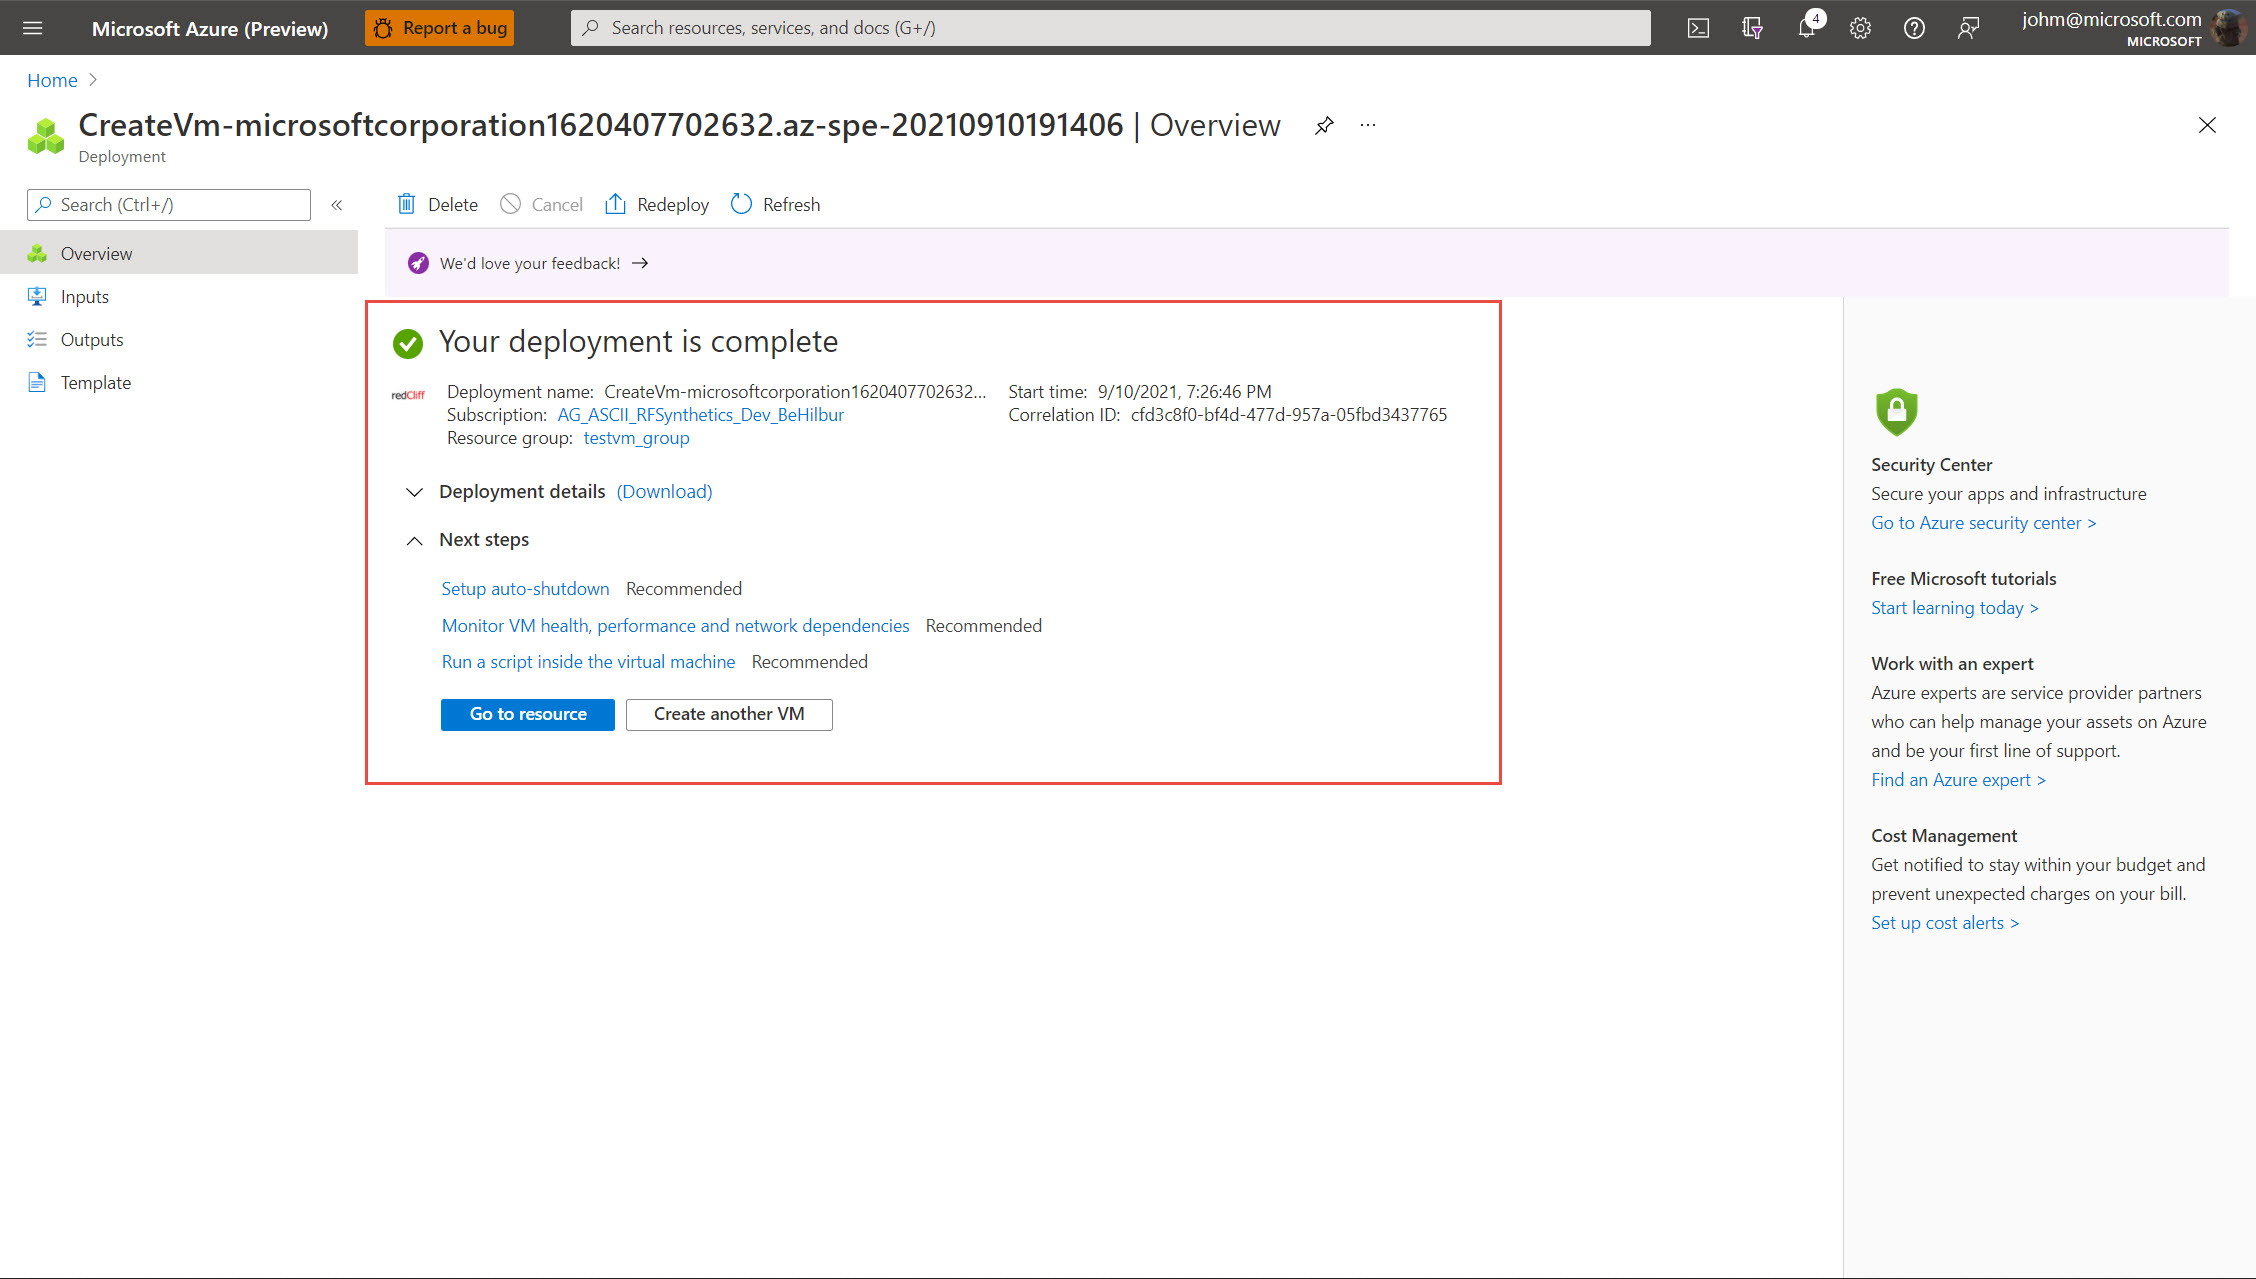 Microsoft Azure (Preview)
Report a bug
Search resources, services, and docs (G+/)
4
johm@microsoft.com
MICROSOFT
Home
CreateVm-microsoftcorporation1620407702632.az-spe-20210910191406 | Overview
Deployment
Search (Ctrl+/)
«
Delete
Cancel
Redeploy
Refresh
Overview
Inputs
Outputs
Template
We'd love your feedback! →
Your deployment is complete
redCliff
Deployment name: CreateVm-microsoftcorporation1620407702632...
Subscription: AG_ASCII_RFSynthetics_Dev_BeHilbur
Resource group: testvm_group
Start time: 9/10/2021, 7:26:46 PM
Correlation ID: cfd3c8f0-bf4d-477d-957a-05fbd3437765
Deployment details (Download)
Next steps
Setup auto-shutdown Recommended
Monitor VM health, performance and network dependencies Recommended
Run a script inside the virtual machine Recommended
Go to resource
Create another VM
Security Center
Secure your apps and infrastructure
Go to Azure security center >
Free Microsoft tutorials
Start learning today >
Work with an expert
Azure experts are service provider partners
who can help manage your assets on Azure
and be your first line of support.
Find an Azure expert >
Cost Management
Get notified to stay within your budget and
prevent unexpected charges on your bill.
Set up cost alerts >